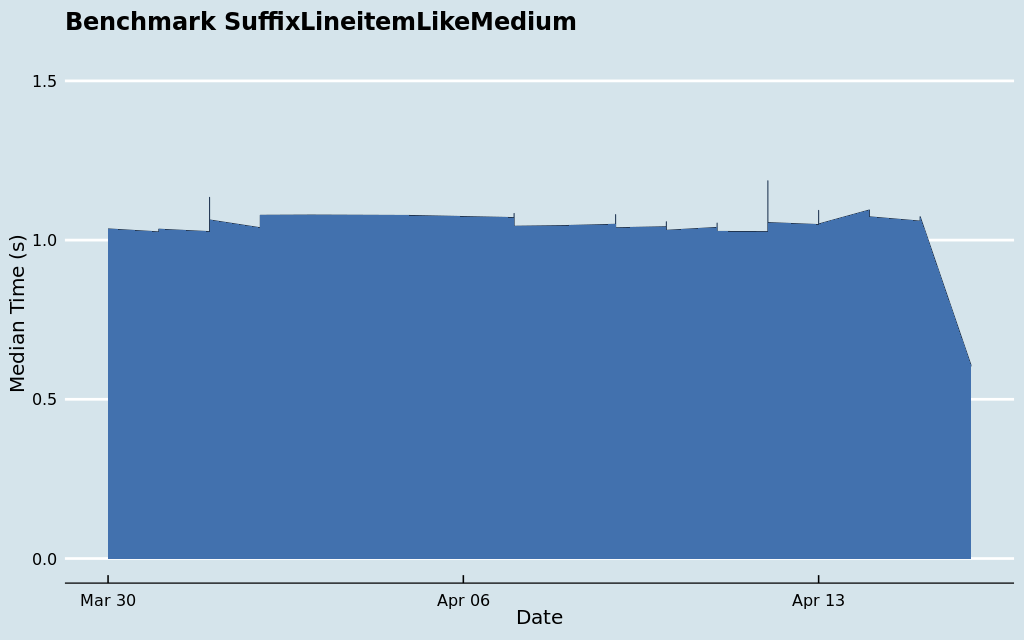 Benchmark SuffixLineitemLikeMedium
1.5
1.0
0.5
0.0
Median Time (s)
Mar 30
Apr 06
Apr 13
Date